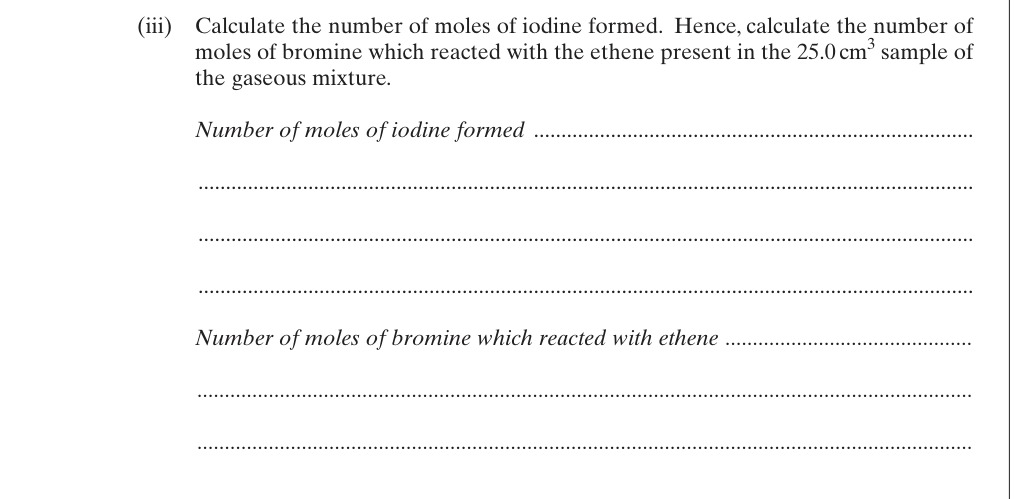 (iii) Calculate the number of moles of iodine formed. Hence, calculate the number of
moles of bromine which reacted with the ethene present in the 25.0 cm³ sample of
the gaseous mixture.
Number of moles of iodine formed ................................................................................
.............................................................................................................................................
.............................................................................................................................................
.............................................................................................................................................
Number of moles of bromine which reacted with ethene .............................................
.............................................................................................................................................
.............................................................................................................................................